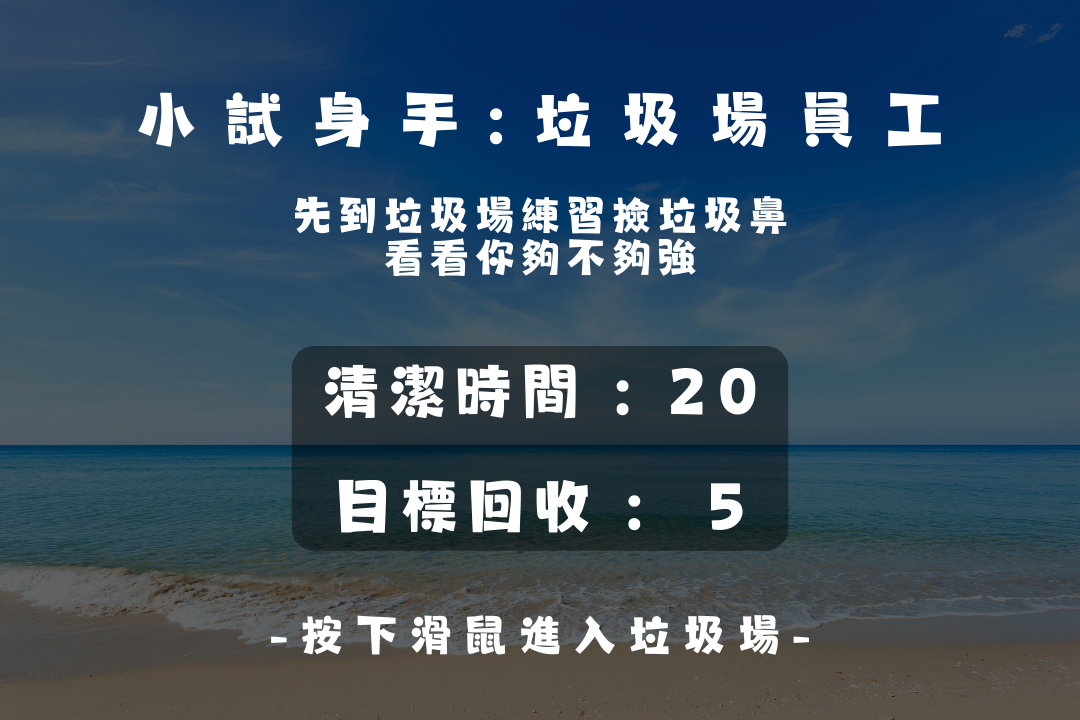 小試身手:垃圾場員工
先到垃圾場練習撿垃圾鼻
看看你夠不夠強
清潔時間：20
目標回收： 5
-按下滑鼠進入垃圾場-